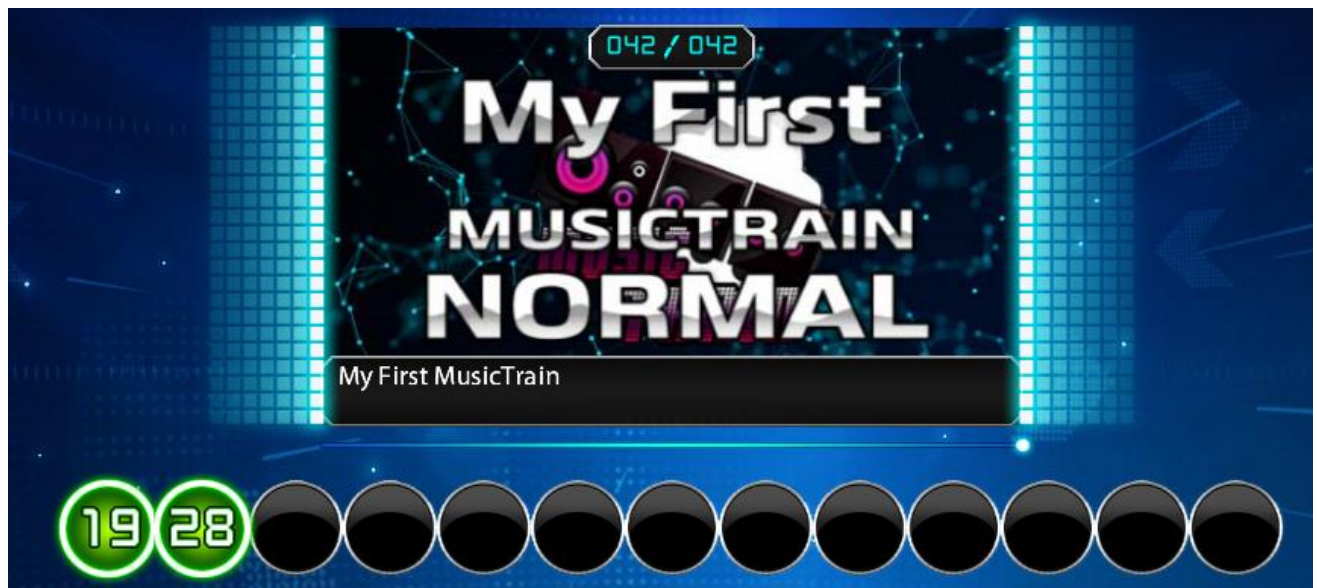 042 / 042
My First
MUSICTRAIN
NORMAL
My First MusicTrain
19 28